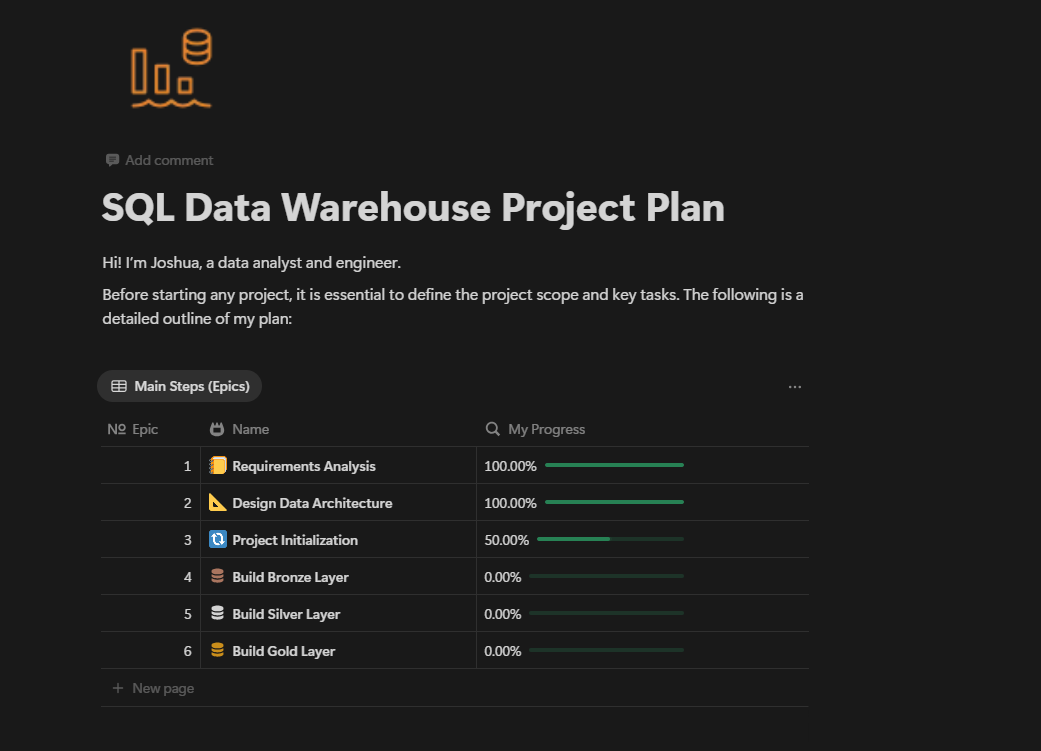 Add comment
SQL Data Warehouse Project Plan
Hi! I’m Joshua, a data analyst and engineer.
Before starting any project, it is essential to define the project scope and key tasks. The following is a
detailed outline of my plan:
Main Steps (Epics)
№ Epic Name My Progress
1 Requirements Analysis 100.00%
2 Design Data Architecture 100.00%
3 Project Initialization 50.00%
4 Build Bronze Layer 0.00%
5 Build Silver Layer 0.00%
6 Build Gold Layer 0.00%
+ New page